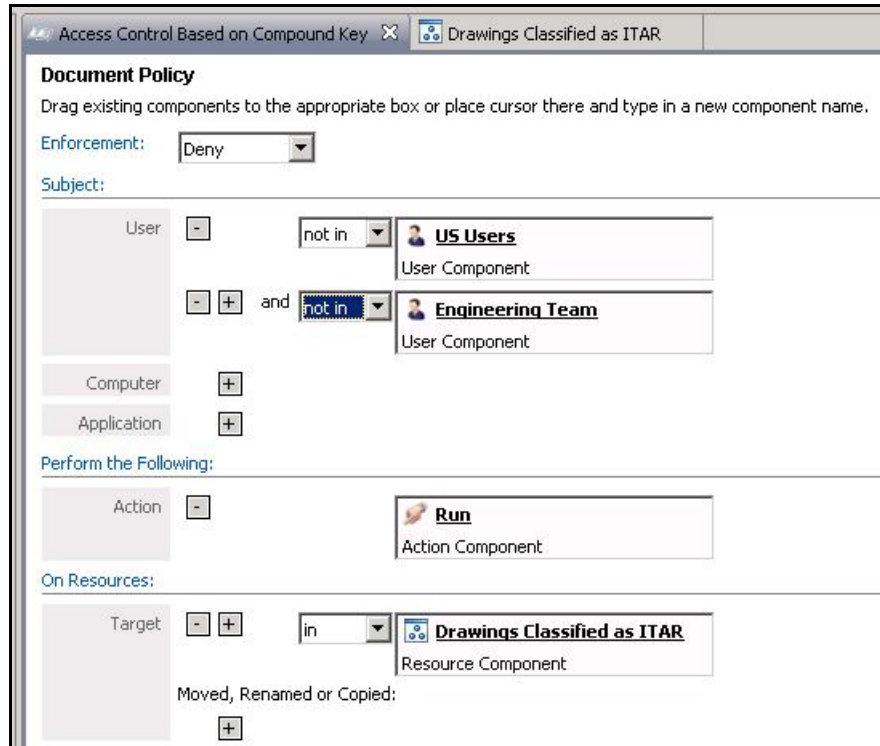 Access Control Based on Compound Key
Drawings Classified as ITAR
Document Policy
Drag existing components to the appropriate box or place cursor there and type in a new component name.
Enforcement:
Deny
Subject:
User - not in US Users
User Component
- + and not in Engineering Team
User Component
Computer +
Application +
Perform the Following:
Action - Run
Action Component
On Resources:
Target - + in Drawings Classified as ITAR
Resource Component
Moved, Renamed or Copied:
+